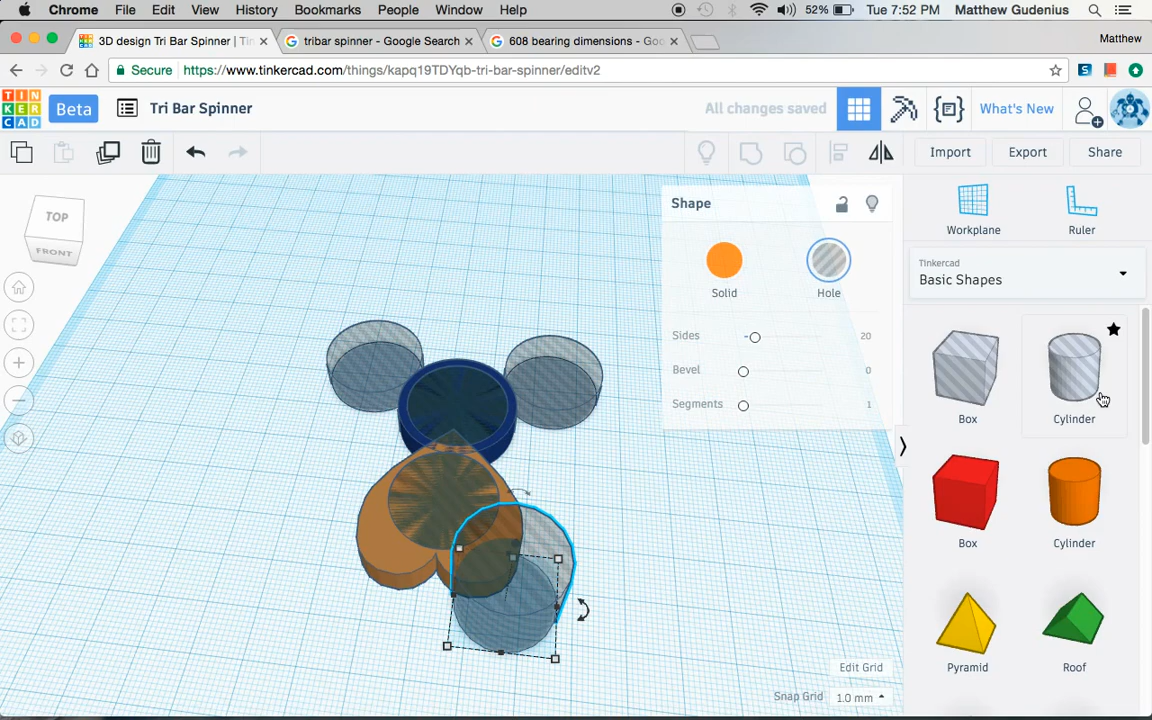 Chrome File Edit View History Bookmarks People Window Help 52% Tue 7:52 PM Matthew Gudenius
3D design Tri Bar Spinner | Tin tribar spinner - Google Search 608 bearing dimensions - Goo Matthew
Secure https://www.tinkercad.com/things/kapq19TDYqb-tri-bar-spinner/editv2
TIN
KER
CAD
Beta Tri Bar Spinner All changes saved What's New
Import Export Share
TOP
FRONT
Shape
Solid Hole
Sides 20
Bevel 0
Segments 1
Workplane Ruler
Tinkercad
Basic Shapes
Box Cylinder
Box Cylinder
Pyramid Roof
Edit Grid
Snap Grid 1.0 mm